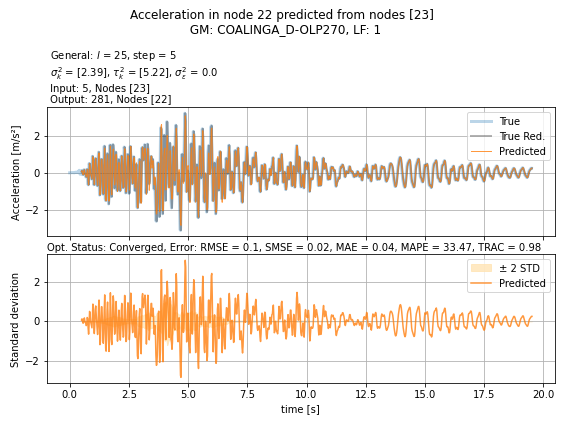 Acceleration in node 22 predicted from nodes [23]
GM: COALINGA_D-OLP270, LF: 1
General: l = 25, step = 5
σ²ₖ = [2.39], τ²ₖ = [5.22], σ²ε = 0.0
Input: 5, Nodes [23]
Output: 281, Nodes [22]
Acceleration [m/s²]
2
0
−2
True
True Red.
Predicted
Opt. Status: Converged, Error: RMSE = 0.1, SMSE = 0.02, MAE = 0.04, MAPE = 33.47, TRAC = 0.98
Standard deviation
2
0
−2
± 2 STD
Predicted
0.0 2.5 5.0 7.5 10.0 12.5 15.0 17.5 20.0
time [s]